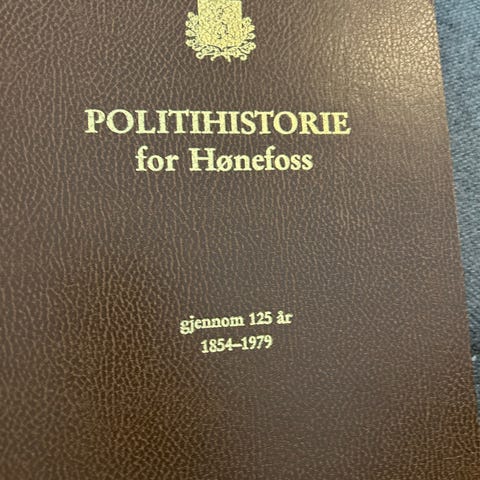 POLITIHISTORIE
for Hønefoss
gjennom 125 år
1854–1979